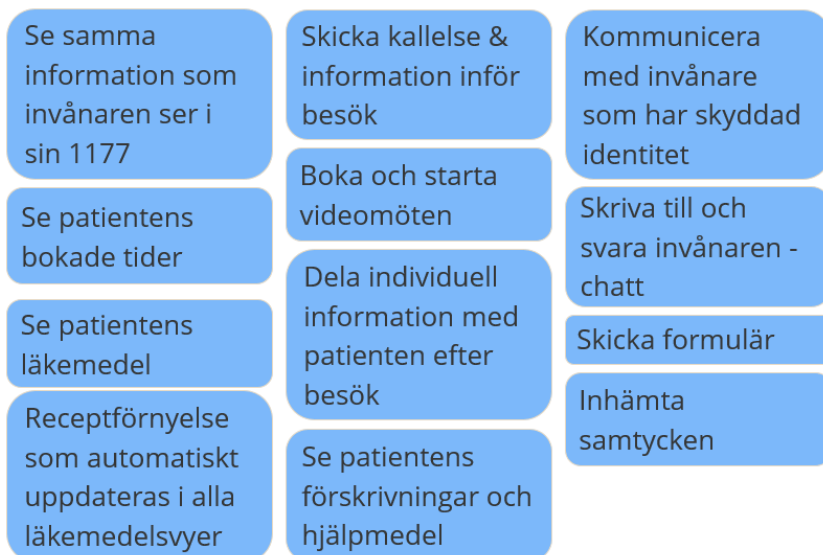 Se samma
information som
invånaren ser i
sin 1177
Se patientens
bokade tider
Se patientens
läkemedel
Receptförnyelse
som automatiskt
uppdateras i alla
läkemedelsvyer
Skicka kallelse &
information inför
besök
Boka och starta
videomöten
Dela individuell
information med
patienten efter
besök
Se patientens
förskrivningar och
hjälpmedel
Kommunicera
med invånare
som har skyddad
identitet
Skriva till och
svara invånaren -
chatt
Skicka formulär
Inhämta
samtycken